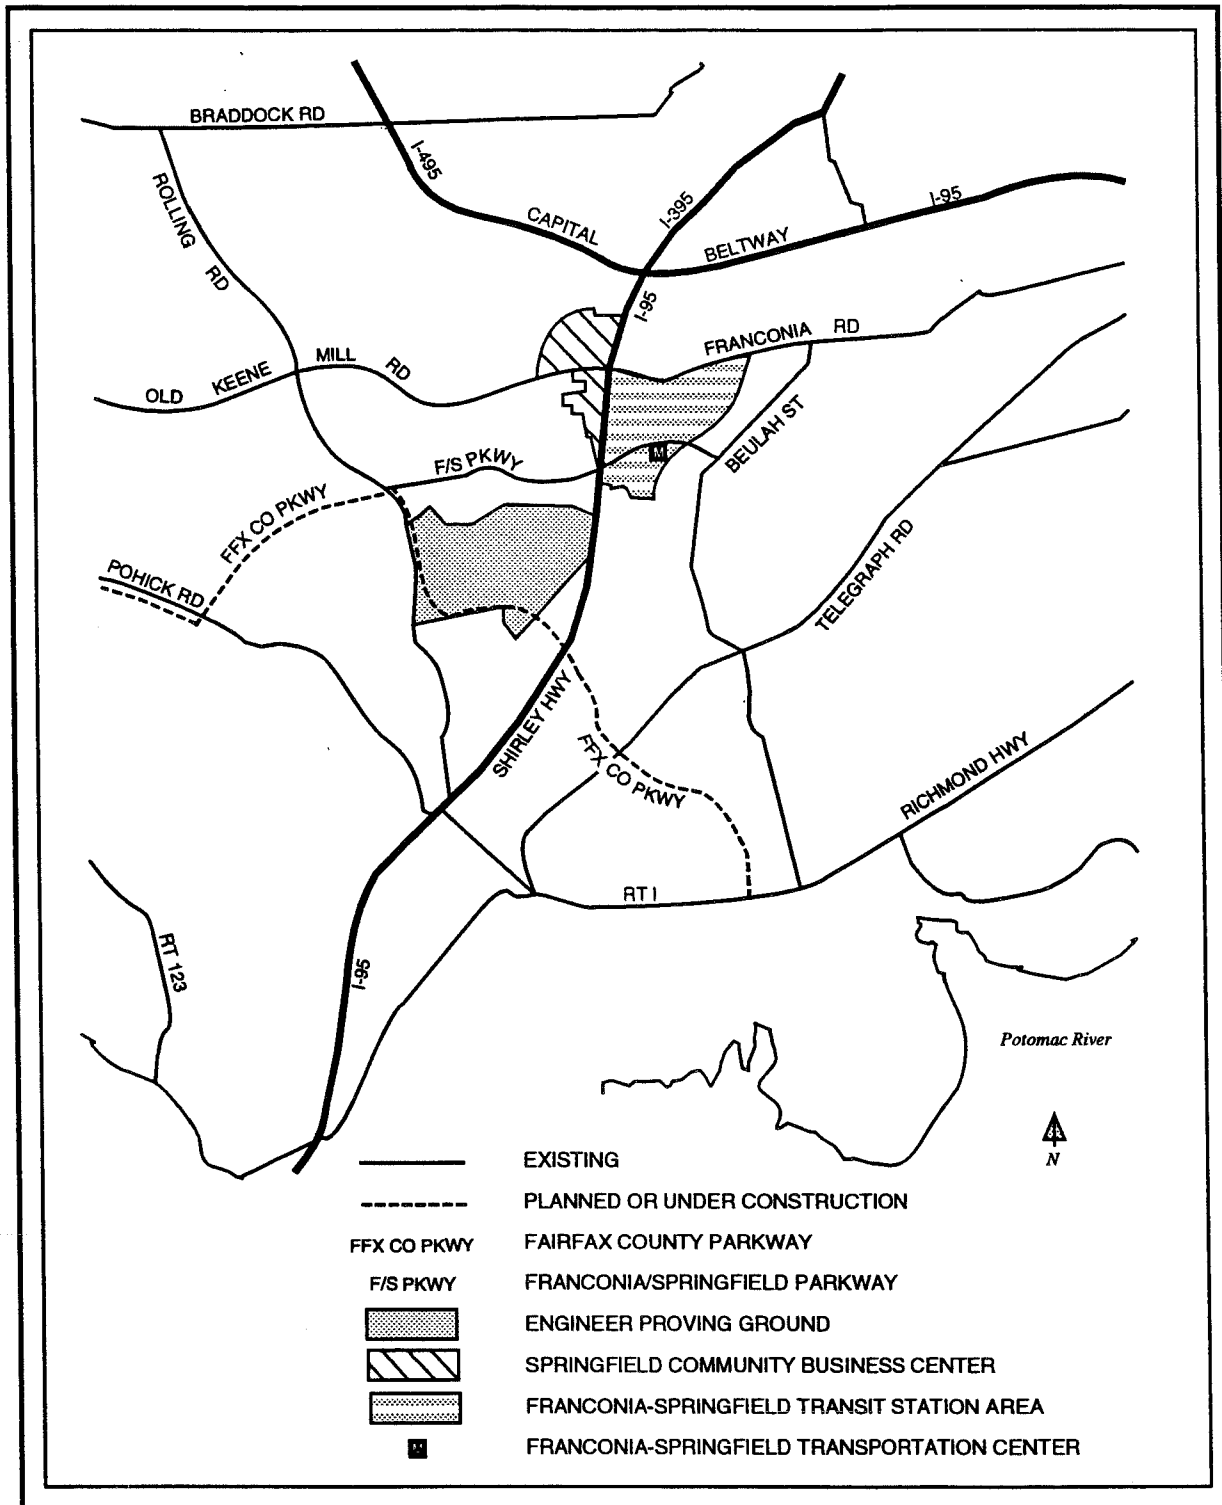 BRADDOCK RD
I-495
I-395
ROLLING RD
CAPITAL
BELTWAY
I-95
I-95
FRANCONIA RD
OLD KEENE MILL RD
BEULAH ST
F/S PKWY
M
FFX CO PKWY
TELEGRAPH RD
POHICK RD
SHIRLEY HWY
FFX CO PKWY
RICHMOND HWY
RT I
RT 123
I-95
Potomac River
N
EXISTING
PLANNED OR UNDER CONSTRUCTION
FFX CO PKWY FAIRFAX COUNTY PARKWAY
F/S PKWY FRANCONIA/SPRINGFIELD PARKWAY
ENGINEER PROVING GROUND
SPRINGFIELD COMMUNITY BUSINESS CENTER
FRANCONIA-SPRINGFIELD TRANSIT STATION AREA
M FRANCONIA-SPRINGFIELD TRANSPORTATION CENTER